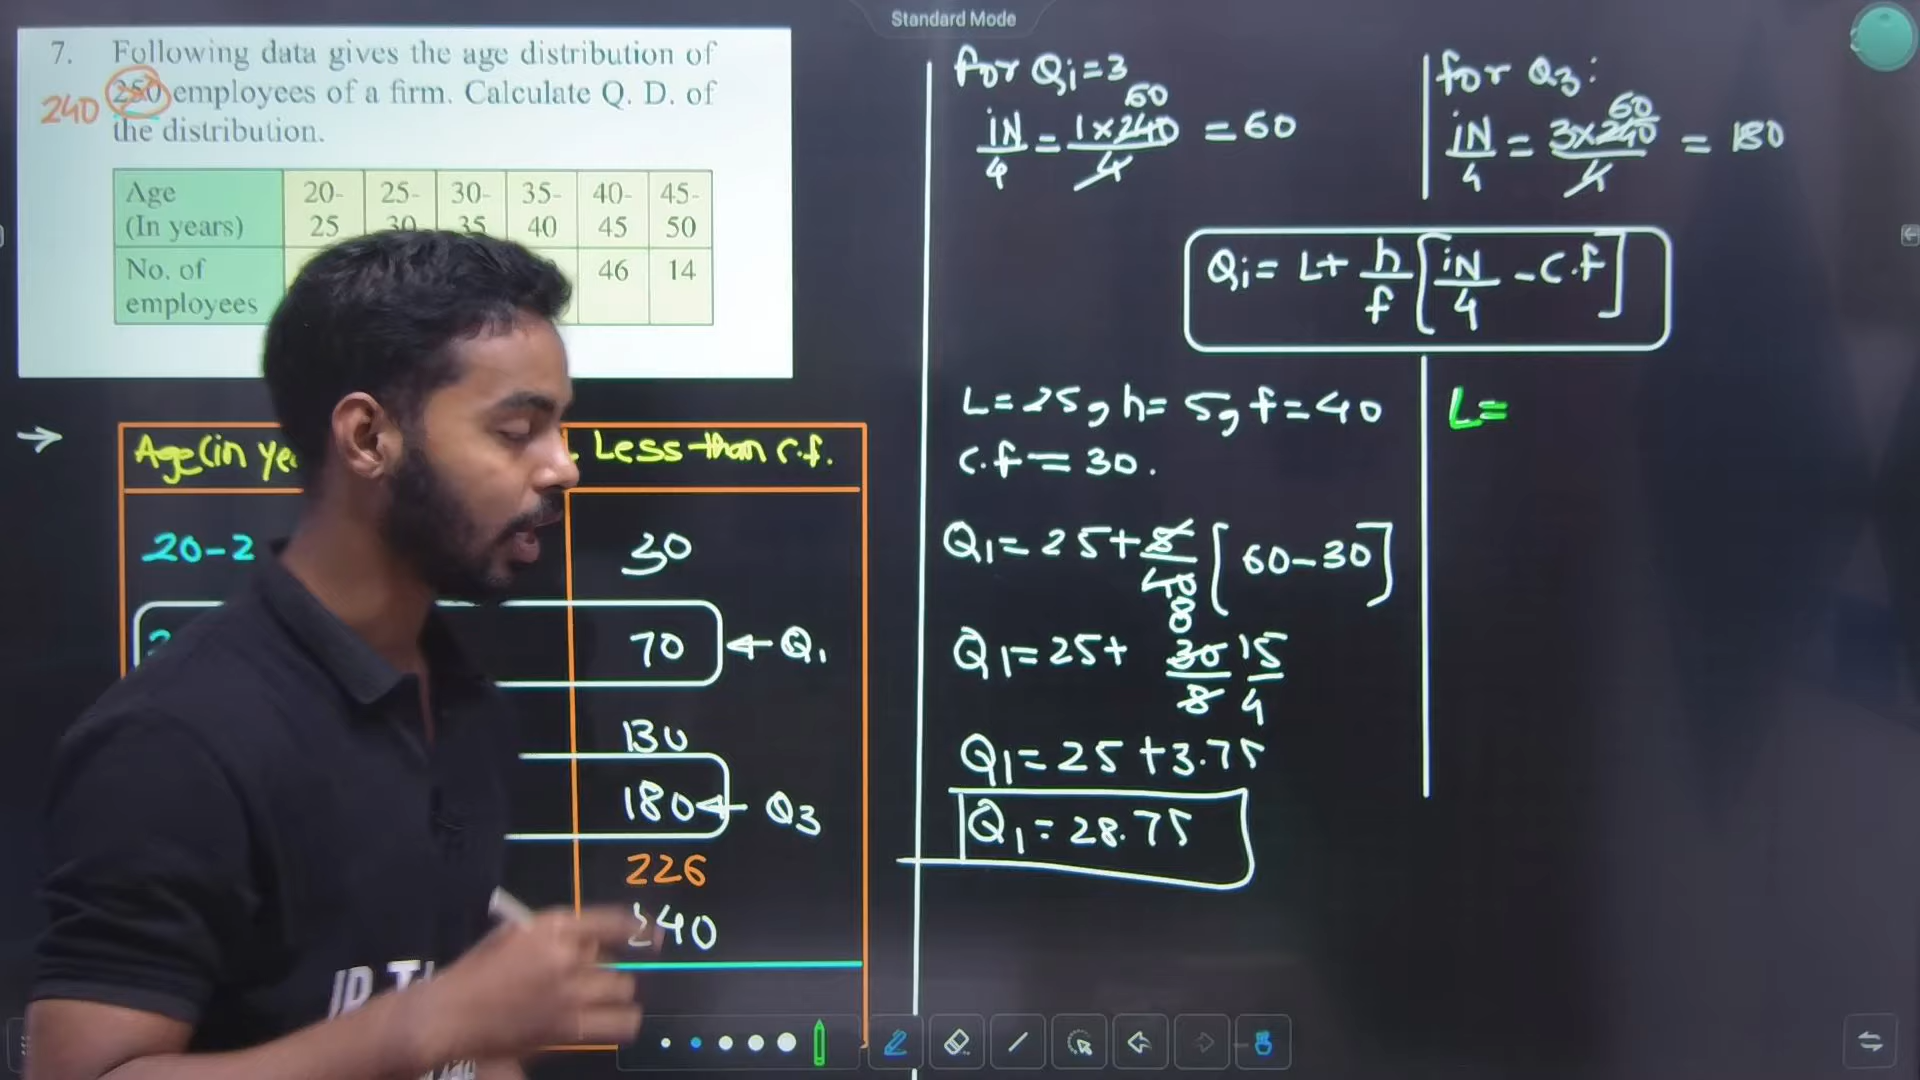 Standard Mode
7. Following data gives the age distribution of
240 250 employees of a firm. Calculate Q. D. of
the distribution.
Age (In years) 20-25 25-30 30-35 35-40 40-45 45-50
No. of employees 46 14
→ Age(in ye Less than c.f.
20-2 30
70 ← Q1
130
180 ← Q3
226
240
for Qi=3
iN/4 = 1×240/4 = 60
60
for Q3:
iN/4 = 3×240/4 = 180
60
Qi = L+ h/f [iN/4 - c.f]
L=25, h= 5, f=40
c.f = 30.
Q1= 25+ 5/40 [60-30]
8
Q1=25+ 30/8 15/4
Q1= 25 +3.75
Q1= 28.75
L=